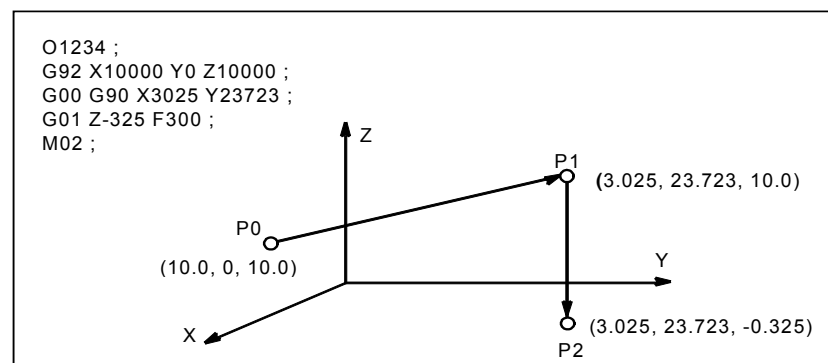 O1234 ;
G92 X10000 Y0 Z10000 ;
G00 G90 X3025 Y23723 ;
G01 Z-325 F300 ;
M02 ;
Z
P1
(3.025, 23.723, 10.0)
P0
(10.0, 0, 10.0)
Y
X
(3.025, 23.723, -0.325)
P2